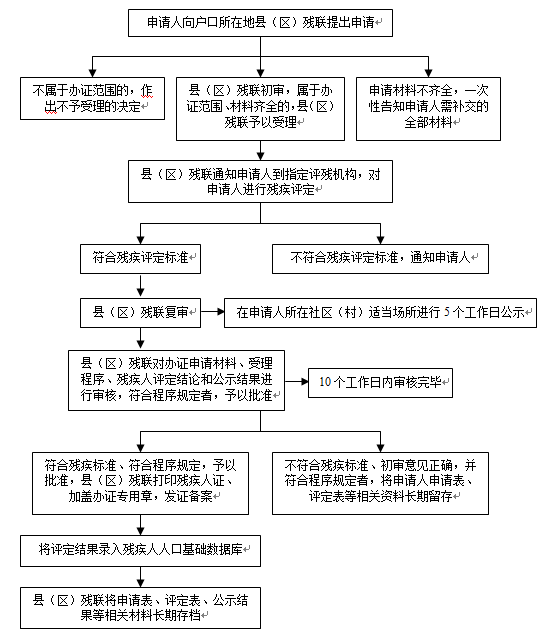 申请人向户口所在地县（区）残联提出申请
不属于办证范围的，作
出不予受理的决定
县（区）残联初审，属于办
证范围、材料齐全的，县（区）
残联予以受理
申请材料不齐全，一次
性告知申请人需补交的
全部材料
县（区）残联通知申请人到指定评残机构，对
申请人进行残疾评定
符合残疾评定标准
不符合残疾评定标准，通知申请人
县（区）残联复审
在申请人所在社区（村）适当场所进行 5 个工作日公示
县（区）残联对办证申请材料、受理
程序、残疾人评定结论和公示结果进
行审核，符合程序规定者，予以批准
10 个工作日内审核完毕
符合残疾标准、符合程序规定，予以
批准，县（区）残联打印残疾人证、
加盖办证专用章，发证备案
不符合残疾标准、初审意见正确，并
符合程序规定者，将申请人申请表、
评定表等相关资料长期留存
将评定结果录入残疾人人口基础数据库
县（区）残联将申请表、评定表、公示结
果等相关材料长期存档